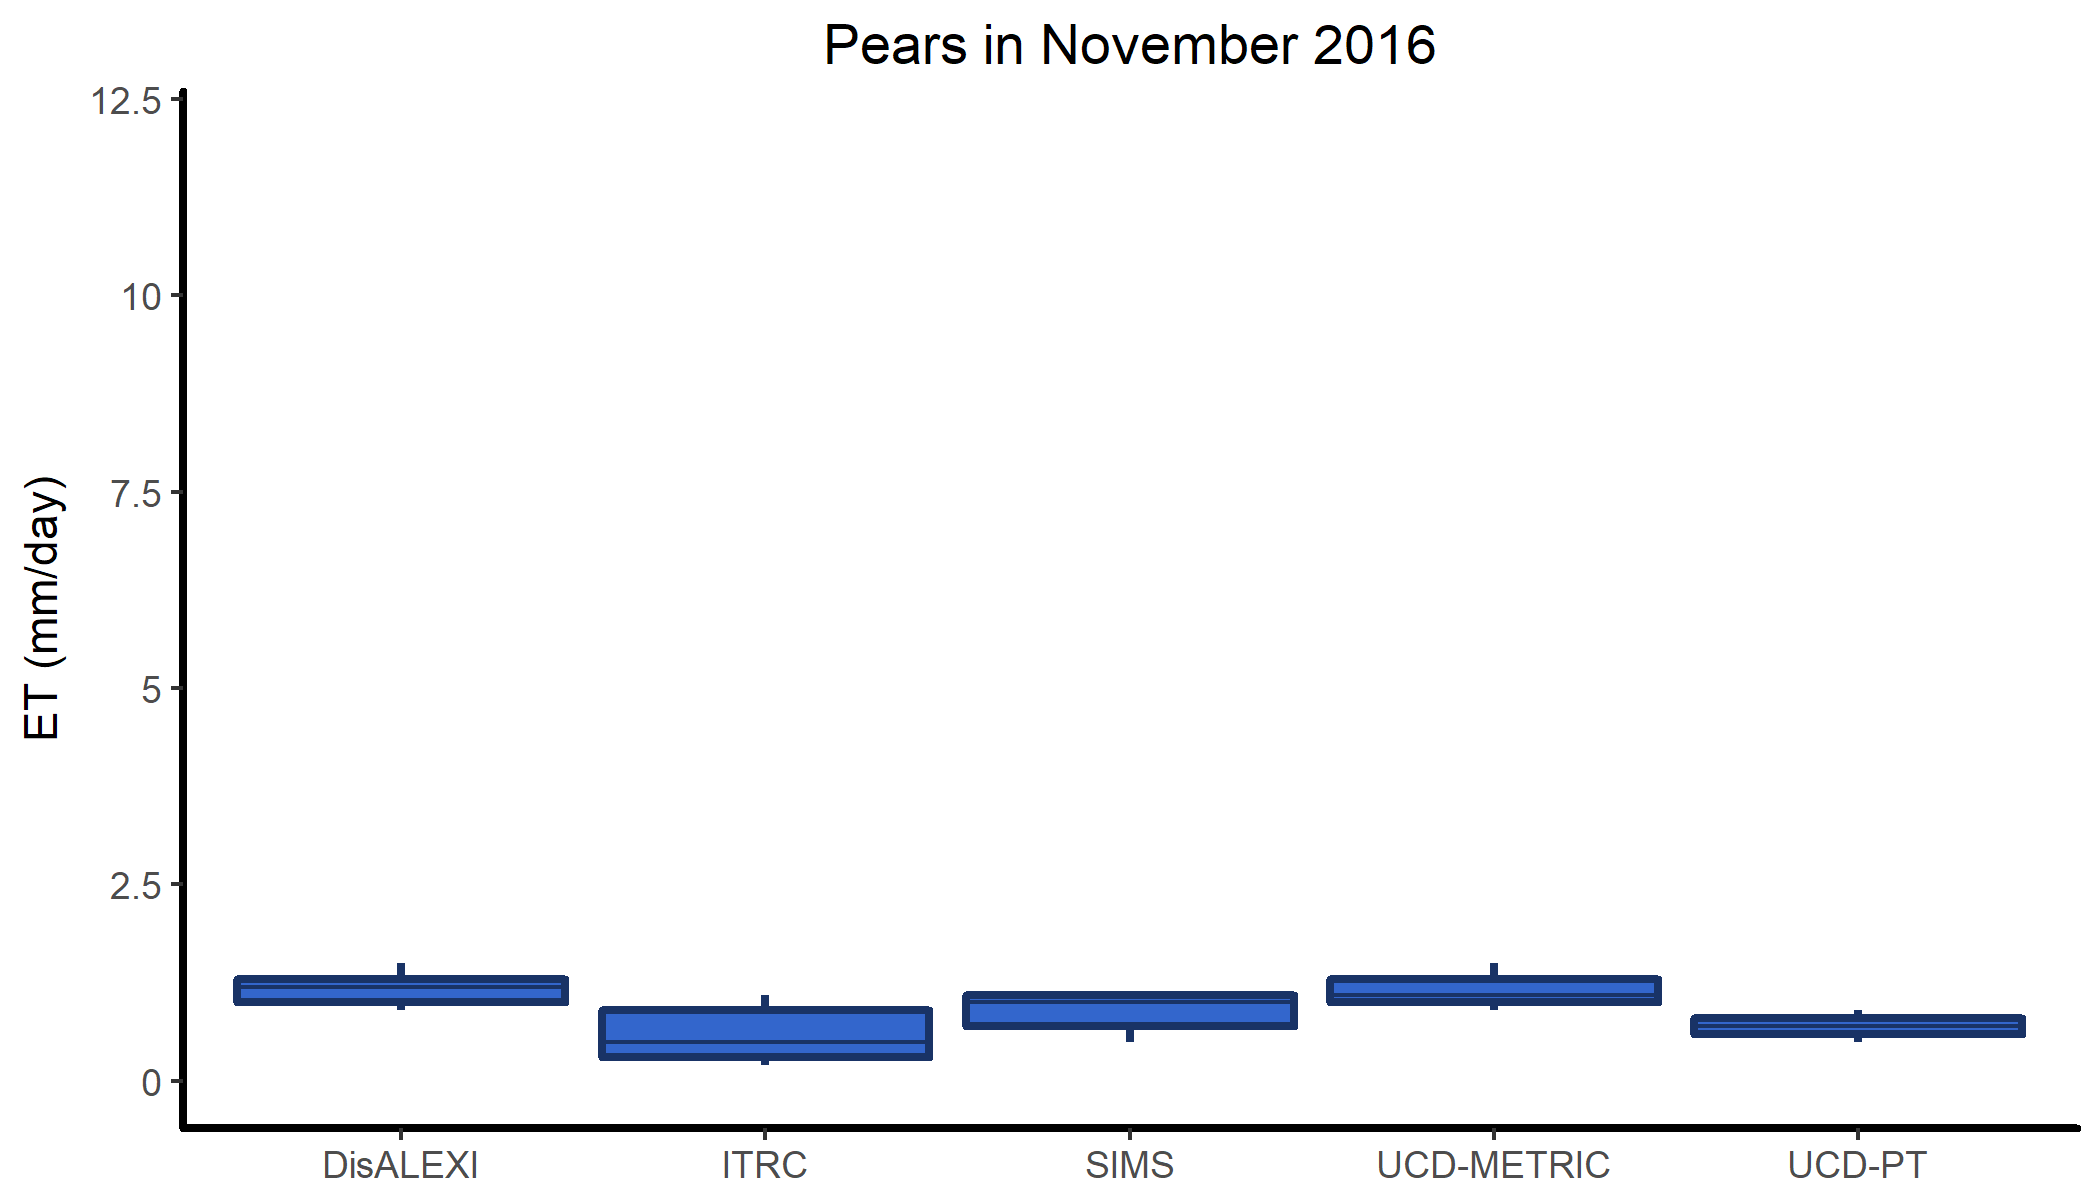 Pears in November 2016
12.5
10
7.5
5
2.5
0
ET (mm/day)
DisALEXI ITRC SIMS UCD-METRIC UCD-PT